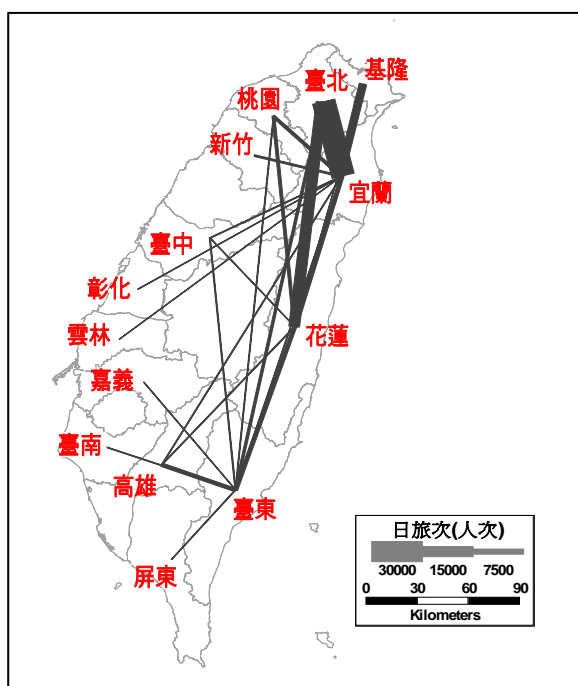 基隆
臺北
桃園
新竹
宜蘭
臺中
彰化
雲林
花蓮
嘉義
臺南
高雄
臺東
屏東
日旅次(人次)
30000 15000 7500
0 30 60 90
Kilometers